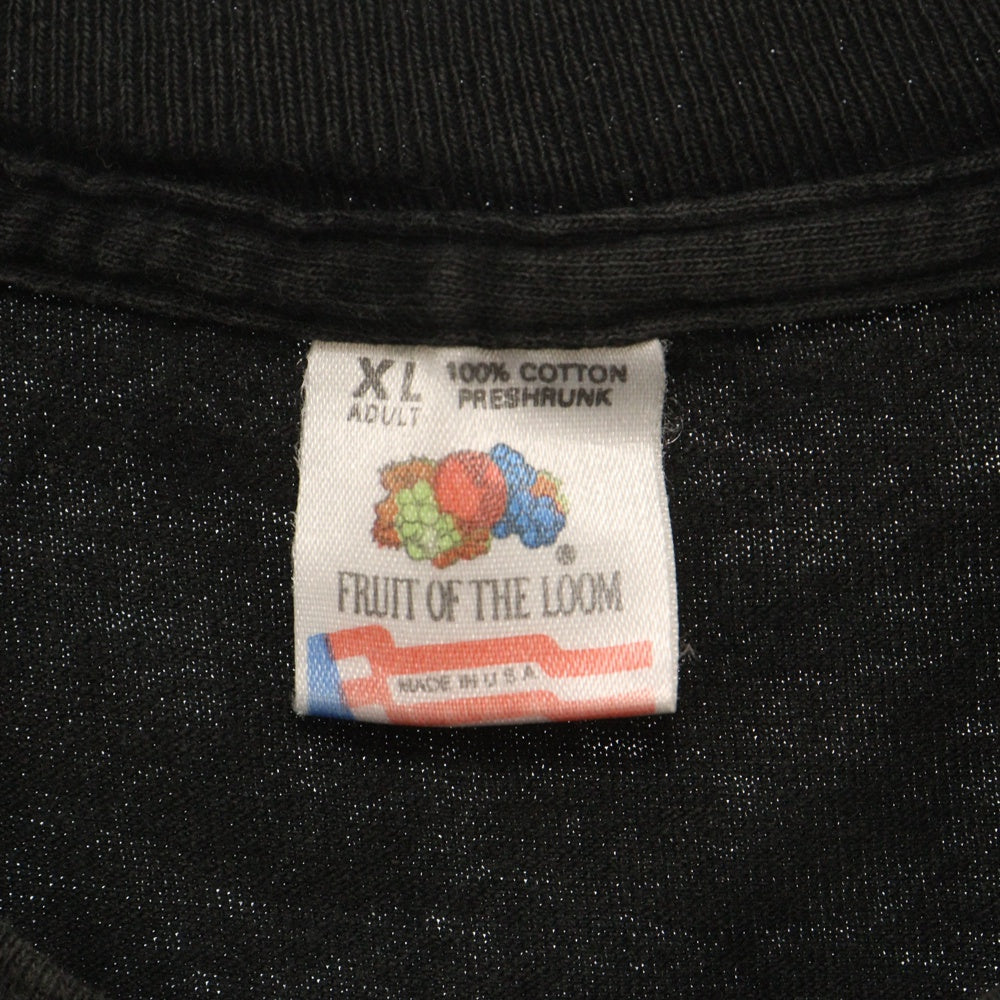 XL
ADULT
100% COTTON
PRESHRUNK
®
FRUIT OF THE LOOM
MADE IN U S A